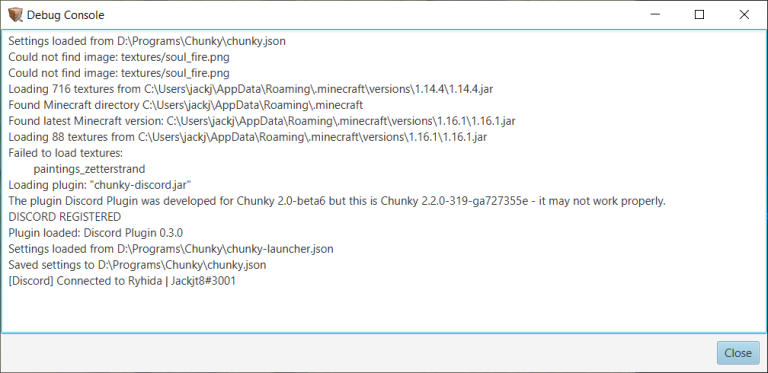 Debug Console
Settings loaded from D:\Programs\Chunky\chunky.json
Could not find image: textures/soul_fire.png
Could not find image: textures/soul_fire.png
Loading 716 textures from C:\Users\jackj\AppData\Roaming\.minecraft\versions\1.14.4\1.14.4.jar
Found Minecraft directory C:\Users\jackj\AppData\Roaming\.minecraft
Found latest Minecraft version: C:\Users\jackj\AppData\Roaming\.minecraft\versions\1.16.1\1.16.1.jar
Loading 88 textures from C:\Users\jackj\AppData\Roaming\.minecraft\versions\1.16.1\1.16.1.jar
Failed to load textures:
paintings_zetterstrand
Loading plugin: "chunky-discord.jar"
The plugin Discord Plugin was developed for Chunky 2.0-beta6 but this is Chunky 2.2.0-319-ga727355e - it may not work properly.
DISCORD REGISTERED
Plugin loaded: Discord Plugin 0.3.0
Settings loaded from D:\Programs\Chunky\chunky-launcher.json
Saved settings to D:\Programs\Chunky\chunky.json
[Discord] Connected to Ryhida | Jackjt8#3001
Close